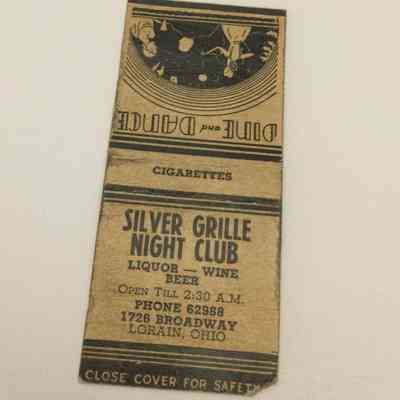 DINE and DANCE
CIGARETTES
SILVER GRILLE
NIGHT CLUB
LIQUOR — WINE
BEER
OPEN TILL 2:30 A.M.
PHONE 62988
1726 BROADWAY
LORAIN, OHIO
CLOSE COVER FOR SAFETY